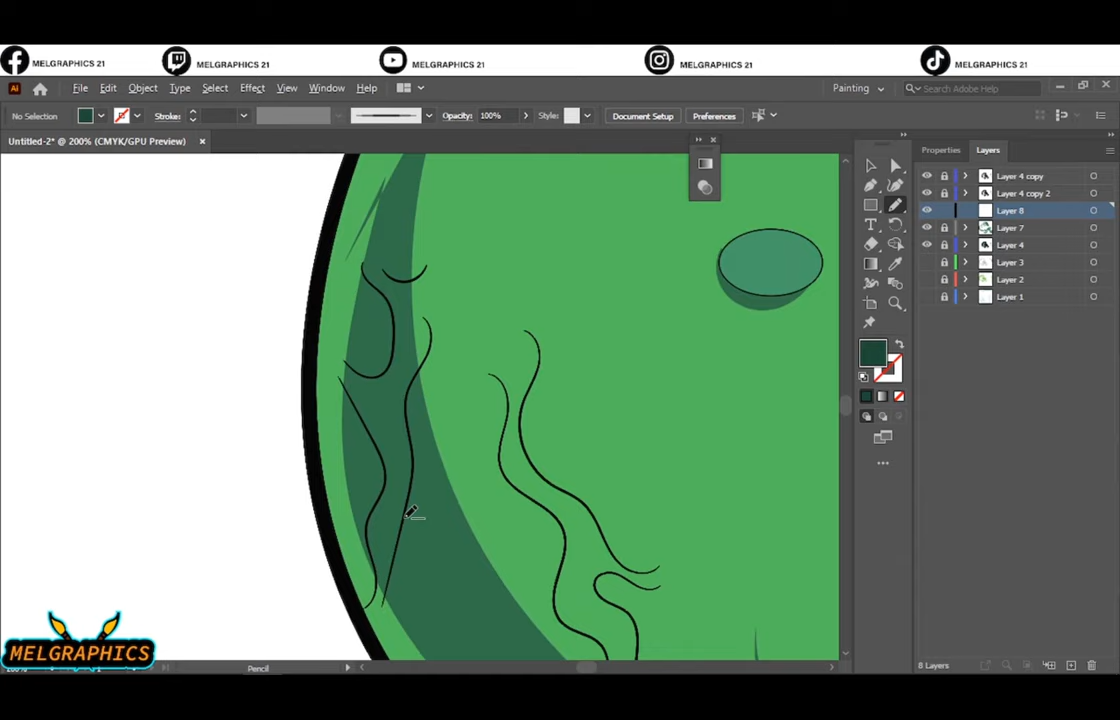 MELGRAPHICS 21 MELGRAPHICS 21 MELGRAPHICS 21 MELGRAPHICS 21 MELGRAPHICS 21
Ai File Edit Object Type Select Effect View Window Help Painting Search Adobe Help
No Selection Stroke: Opacity: 100% Style: Document Setup Preferences
Untitled-2* @ 200% (CMYK/GPU Preview)
Properties Layers
Layer 4 copy
Layer 4 copy 2
Layer 8
Layer 7
Layer 4
Layer 3
Layer 2
Layer 1
MELGRAPHICS
Pencil
8 Layers